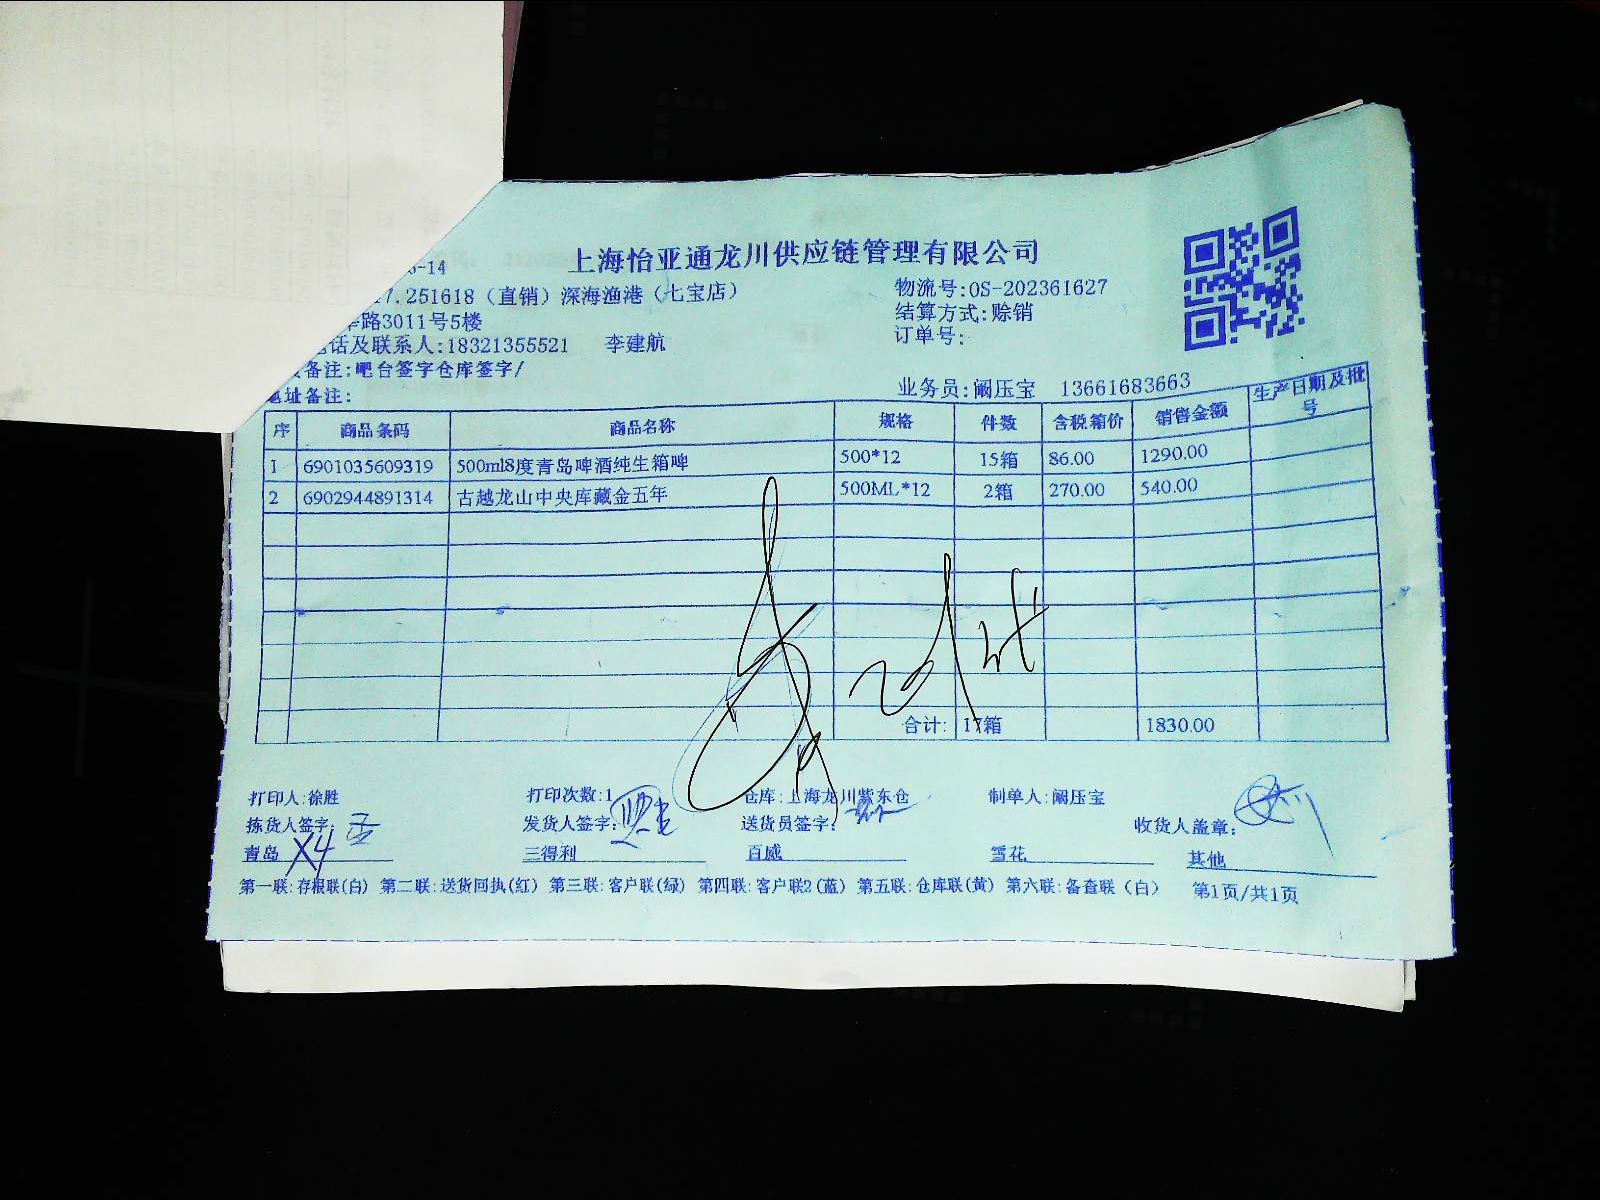 上海怡亚通龙川供应链管理有限公司
-14
7.251618（直销）深海渔港（七宝店）
物流号:OS-202361627
路3011号5楼
结算方式:赊销
话及联系人:18321355521 李建航
订单号:
备注:吧台签字仓库签字/
地址备注:
业务员:阚压宝 13661683663
序 商品条码 商品名称 规格 件数 含税箱价 销售金额 生产日期及批号
1 6901035609319 500ml8度青岛啤酒纯生箱啤 500*12 15箱 86.00 1290.00
2 6902944891314 古越龙山中央库藏金五年 500ML*12 2箱 270.00 540.00
合计: 17箱 1830.00
打印人:徐胜 打印次数:1 仓库:上海龙川紫东仓 制单人:阚压宝
拣货人签字: 发货人签字: 送货员签字: 收货人盖章:
青岛 X4 三得利 百威 雪花 其他
第一联:存根联(白) 第二联:送货回执(红) 第三联:客户联(绿) 第四联:客户联2(蓝) 第五联:仓库联(黄) 第六联:备查联（白） 第1页/共1页